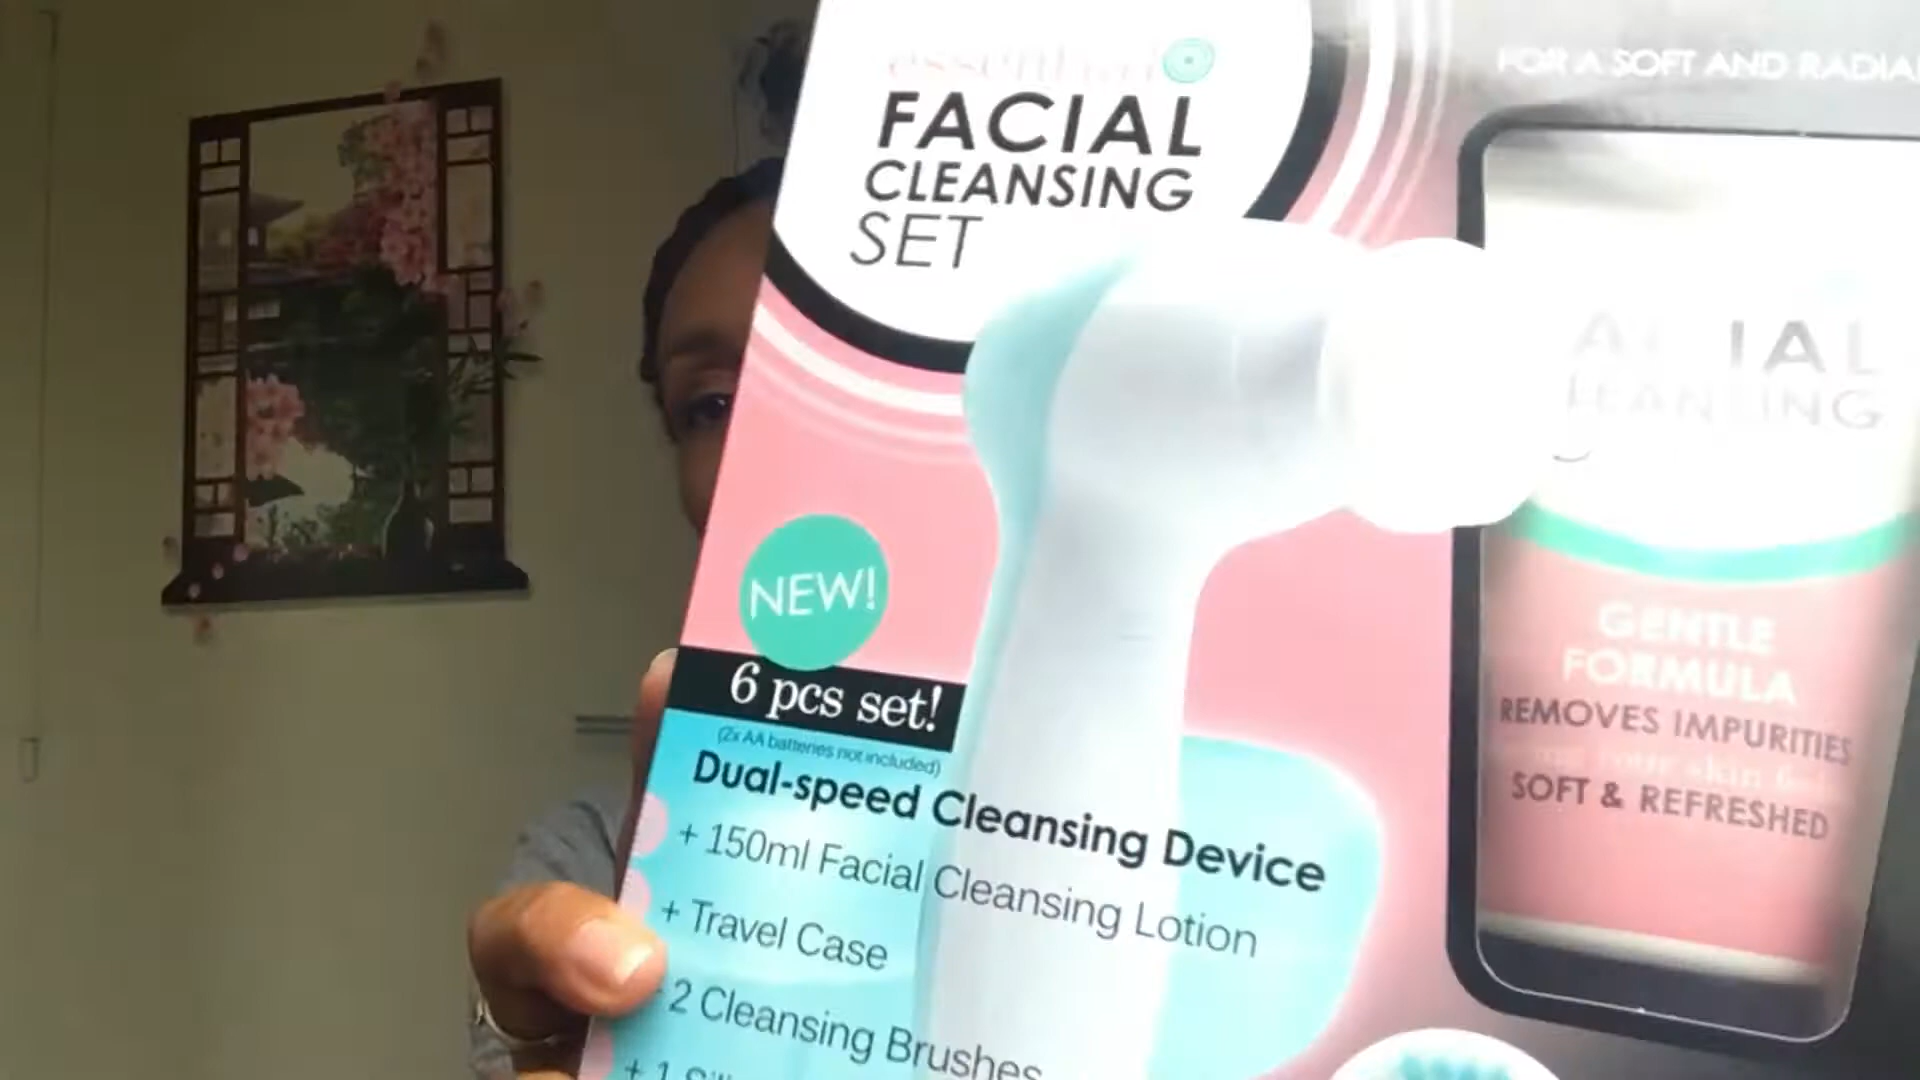 FACIAL
CLEANSING
SET
NEW!
6 pcs set!
(2x AA batteries not included)
Dual-speed Cleansing Device
+ 150ml Facial Cleansing Lotion
+ Travel Case
2 Cleansing Brushes
+ 1
FOR A SOFT AND
GENTLE
FORMULA
REMOVES IMPURITIES
SOFT & REFRESHED